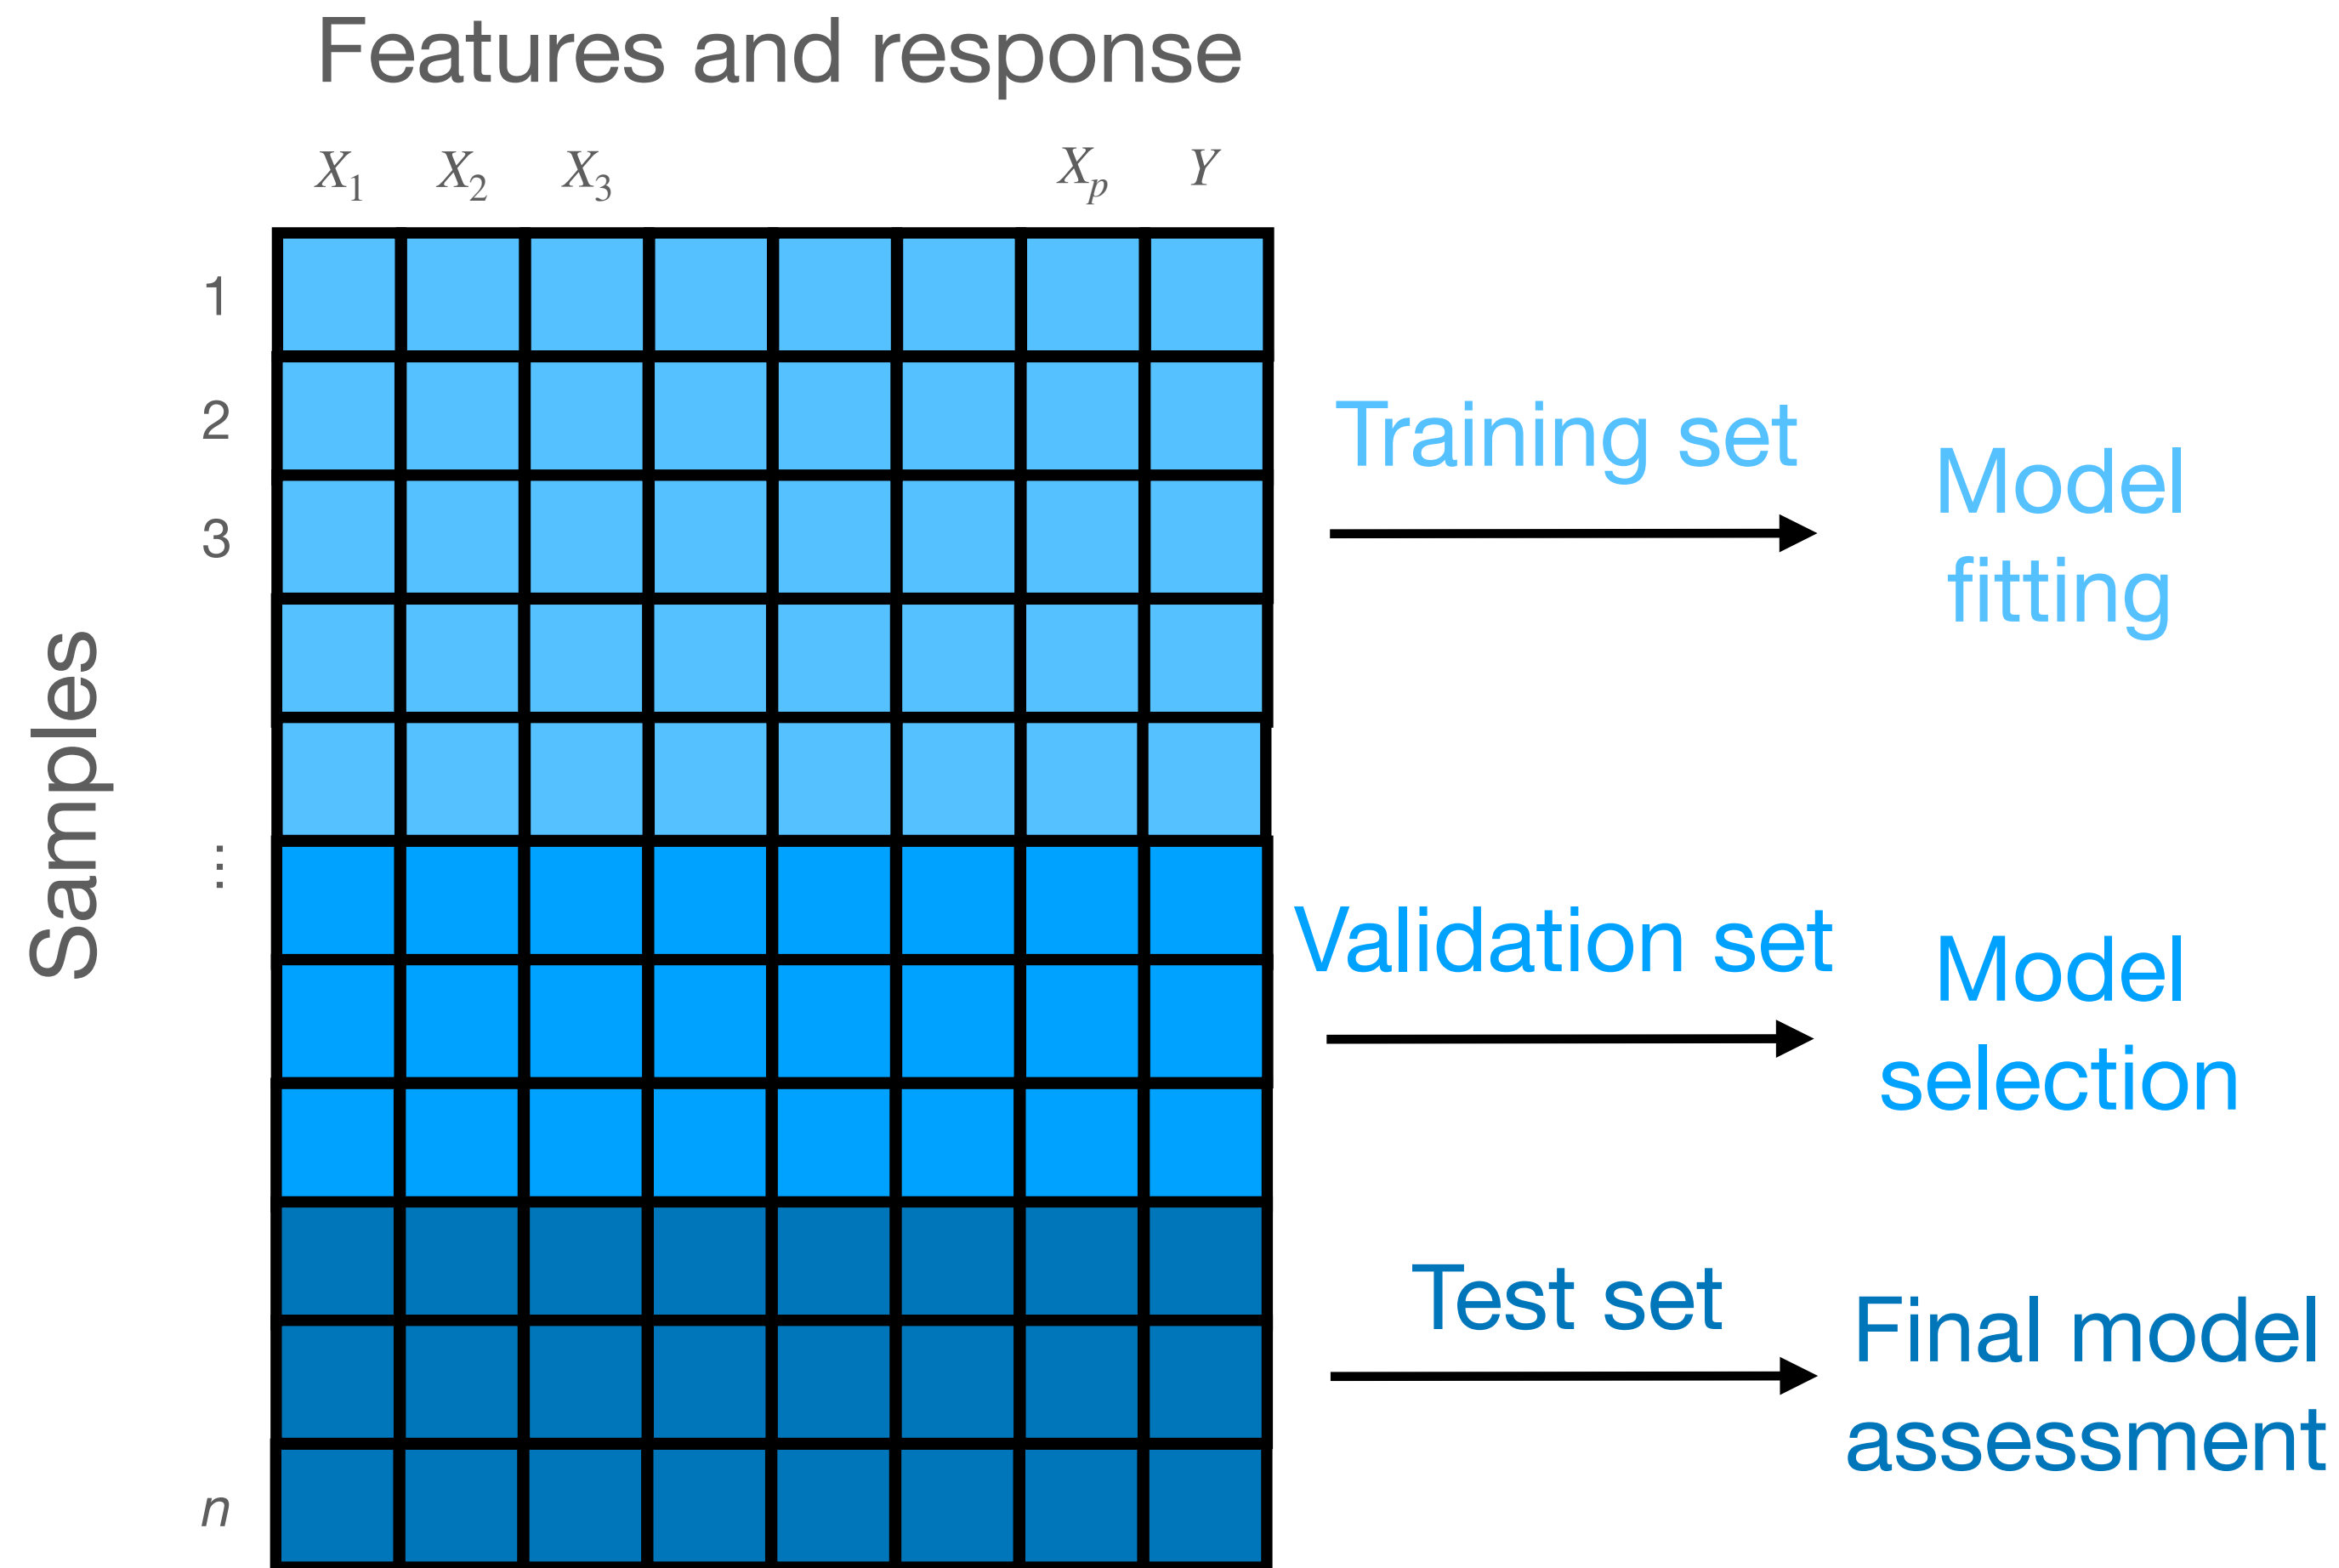 Features and response
X1 X2 X3 Xp Y
1
2
3
⋮
n
Samples
Training set
Model
fitting
Validation set
Model
selection
Test set
Final model
assessment